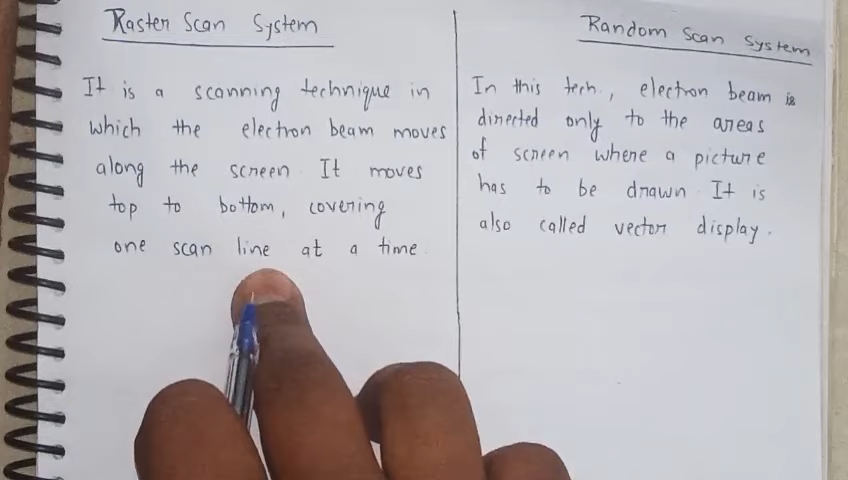 Raster Scan System
It is a scanning technique in
which the electron beam moves
along the screen. It moves
top to bottom, covering
one scan line at a time.
Random Scan System
In this tech., electron beam is
directed only to the areas
of screen where a picture
has to be drawn. It is
also called vector display.